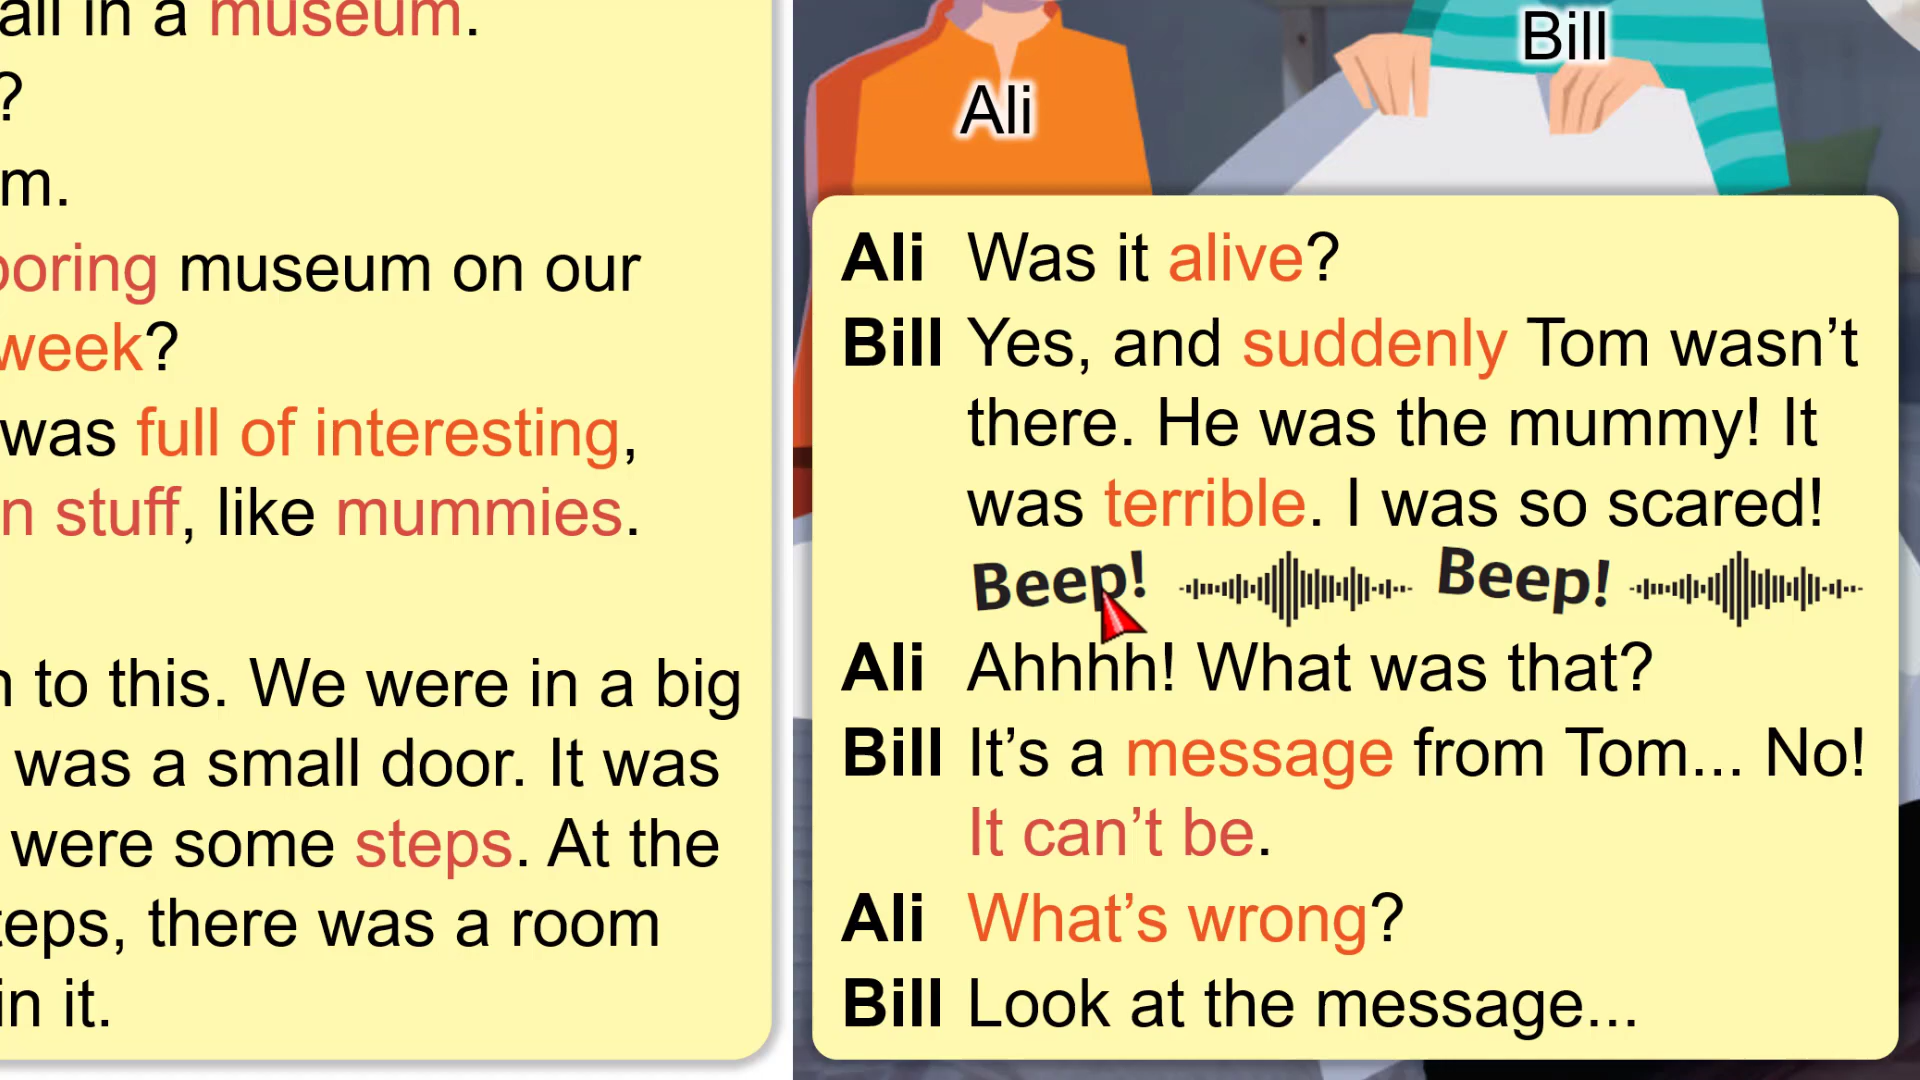 all in a museum.
?
m.
boring museum on our
week?
was full of interesting,
n stuff, like mummies.
n to this. We were in a big
was a small door. It was
were some steps. At the
teps, there was a room
in it.
Ali
Bill
Ali Was it alive?
Bill Yes, and suddenly Tom wasn’t
there. He was the mummy! It
was terrible. I was so scared!
Beep! Beep!
Ali Ahhhh! What was that?
Bill It’s a message from Tom... No!
It can’t be.
Ali What’s wrong?
Bill Look at the message...